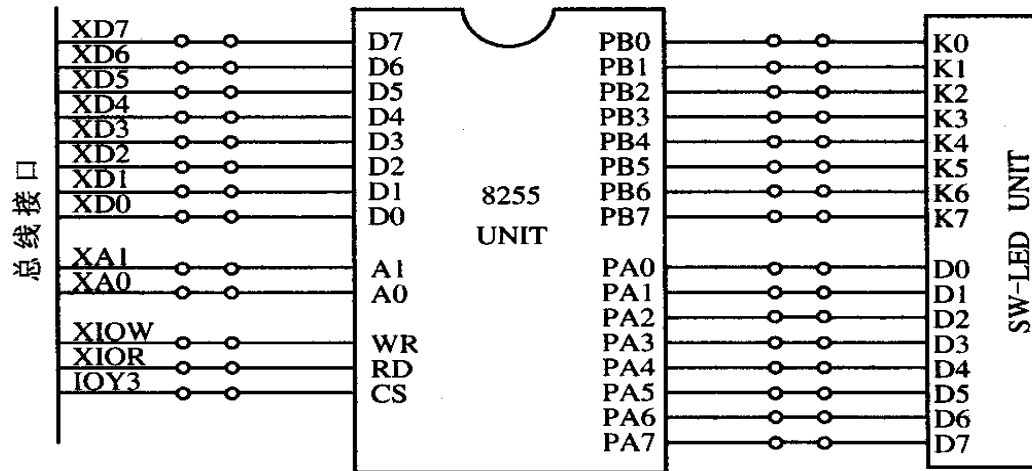 总线接口
XD7
XD6
XD5
XD4
XD3
XD2
XD1
XD0
XA1
XA0
XIOW
XIOR
IOY3
D7
D6
D5
D4
D3
D2
D1
D0
A1
A0
WR
RD
CS
8255
UNIT
PB0
PB1
PB2
PB3
PB4
PB5
PB6
PB7
PA0
PA1
PA2
PA3
PA4
PA5
PA6
PA7
K0
K1
K2
K3
K4
K5
K6
K7
D0
D1
D2
D3
D4
D5
D6
D7
SW-LED UNIT